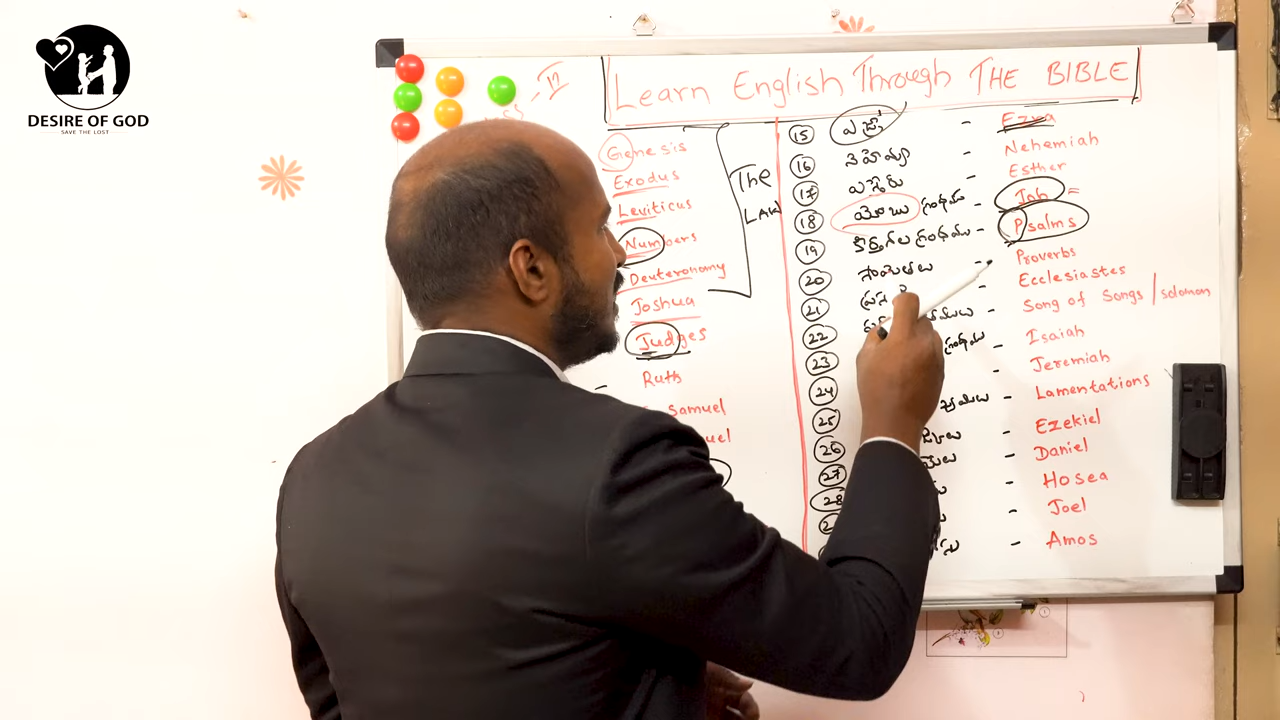 DESIRE OF GOD
SAVE THE LOST
Learn English Through THE BIBLE
Genesis
Exodus
Leviticus
Numbers
Deuteronomy
Joshua
Judges
Ruth
Samuel
The
LAW
15 ఎజ్రా - Ezra
16 నెహెమ్యా - Nehemiah
17 ఎస్తేరు - Esther
18 యోబు గ్రంథము - Job =
19 కీర్తనల గ్రంథము - Psalms
20 సామెతలు - Proverbs
21 - Ecclesiastes
22 - Song of Songs / Solomon
23 గ్రంథము - Isaiah
24 - Jeremiah
25 - Lamentations
26 - Ezekiel
27 - Daniel
28 - Hosea
- Joel
- Amos